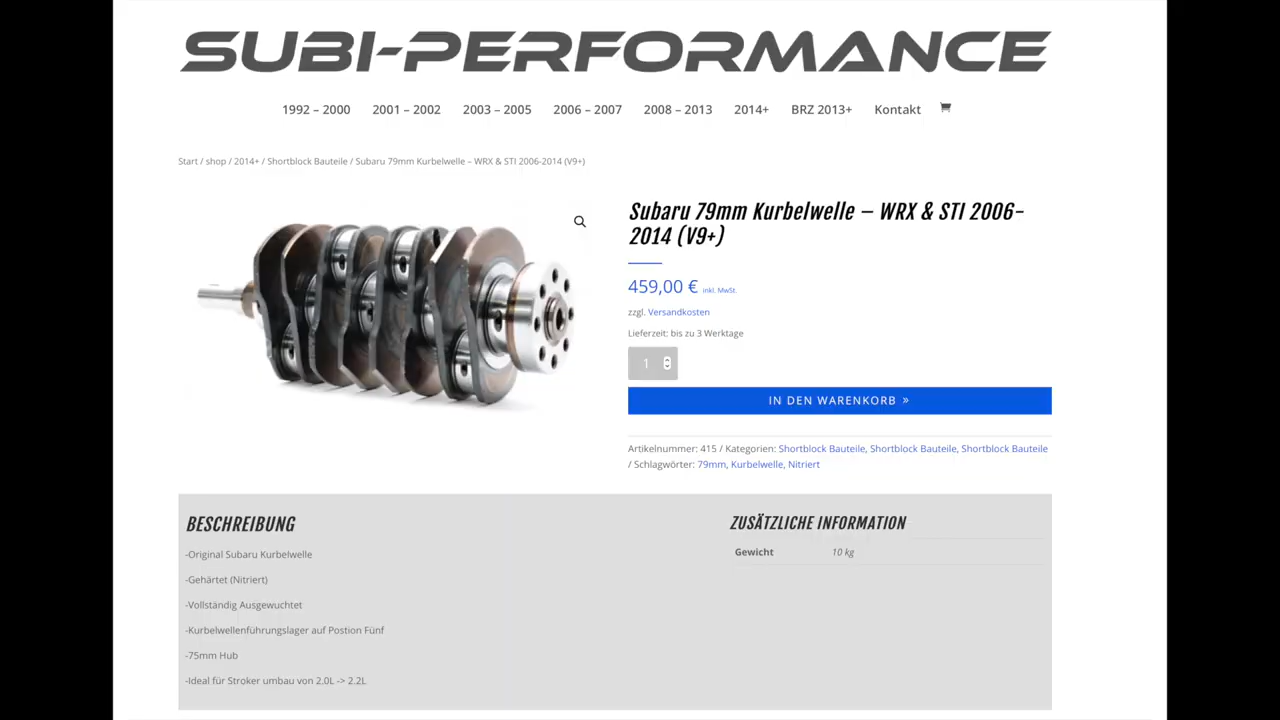 SUBI-PERFORMANCE
1992 – 2000 2001 – 2002 2003 – 2005 2006 – 2007 2008 – 2013 2014+ BRZ 2013+ Kontakt
Start / shop / 2014+ / Shortblock Bauteile / Subaru 79mm Kurbelwelle – WRX & STI 2006-2014 (V9+)
Subaru 79mm Kurbelwelle – WRX & STI 2006-
2014 (V9+)
459,00 € inkl. MwSt.
zzgl. Versandkosten
Lieferzeit: bis zu 3 Werktage
1
IN DEN WARENKORB »
Artikelnummer: 415 / Kategorien: Shortblock Bauteile, Shortblock Bauteile, Shortblock Bauteile
/ Schlagwörter: 79mm, Kurbelwelle, Nitriert
BESCHREIBUNG
-Original Subaru Kurbelwelle
-Gehärtet (Nitriert)
-Vollständig Ausgewuchtet
-Kurbelwellenführungslager auf Postion Fünf
-75mm Hub
-Ideal für Stroker umbau von 2.0L -> 2.2L
ZUSÄTZLICHE INFORMATION
Gewicht 10 kg